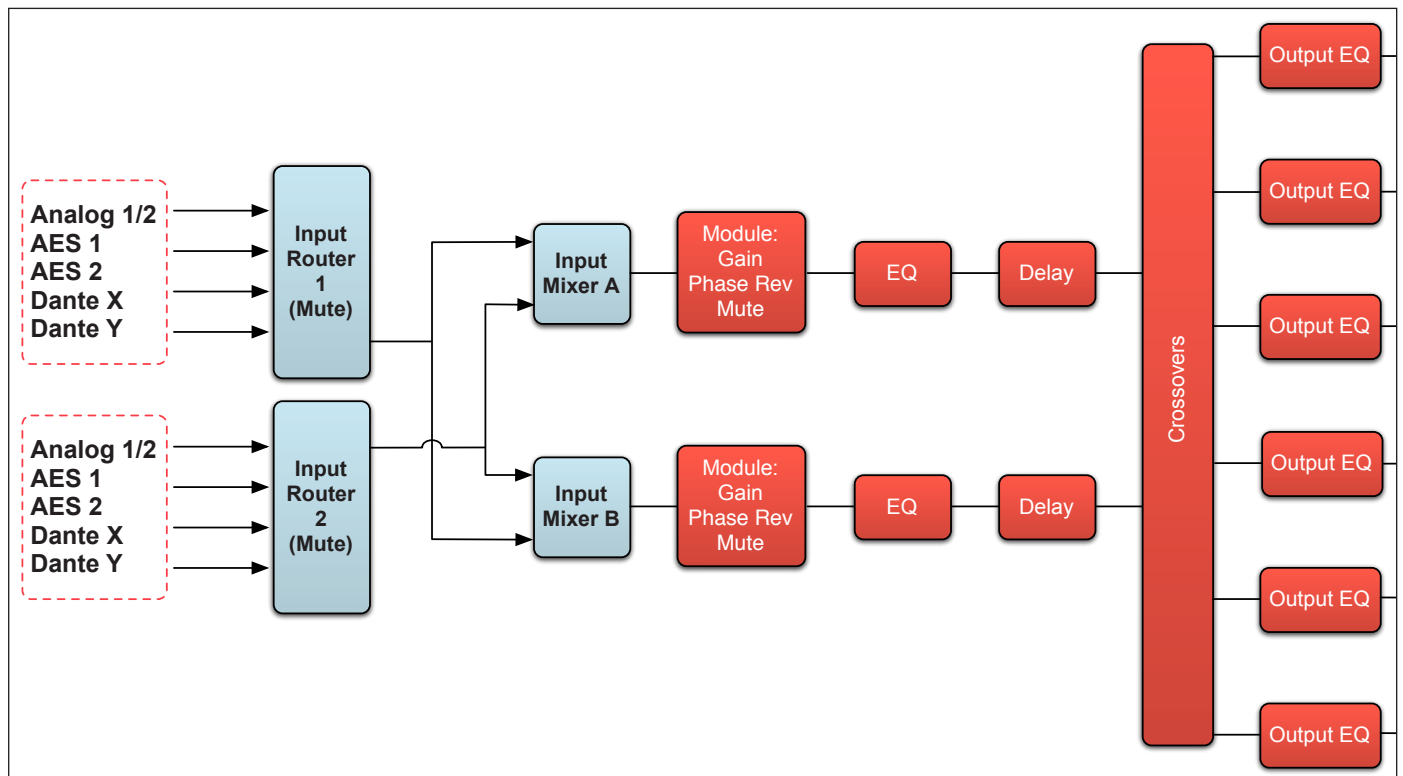 Analog 1/2
AES 1
AES 2
Dante X
Dante Y
Input
Router
1
(Mute)
Analog 1/2
AES 1
AES 2
Dante X
Dante Y
Input
Router
2
(Mute)
Input
Mixer A
Module:
Gain
Phase Rev
Mute
EQ
Delay
Input
Mixer B
Module:
Gain
Phase Rev
Mute
EQ
Delay
Crossovers
Output EQ
Output EQ
Output EQ
Output EQ
Output EQ
Output EQ